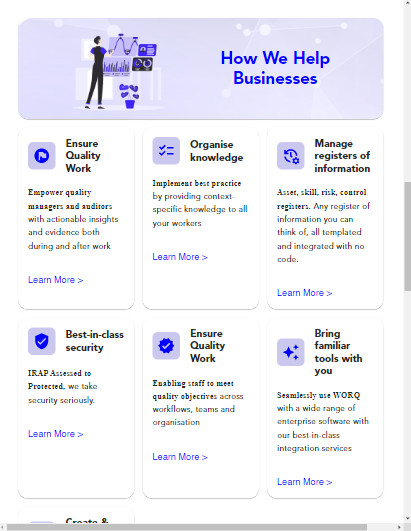 How We Help
Businesses
Ensure
Quality
Work
Empower quality
managers and auditors
with actionable insights
and evidence both
during and after work
Learn More >
Organise
knowledge
Implement best practice
by providing context-
specific knowledge to all
your workers
Learn More >
Manage
registers of
information
Asset, skill, risk, control
registers. Any register of
information you can
think of, all templated
and integrated with no
code.
Learn More >
Best-in-class
security
IRAP Assessed to
Protected, we take
security seriously.
Learn More >
Ensure
Quality
Work
Enabling staff to meet
quality objectives across
workflows, teams and
organisation
Learn More >
Bring
familiar
tools with
you
Seamlessly use WORQ
with a wide range of
enterprise software with
our best-in-class
integration services
Learn More >
Create &